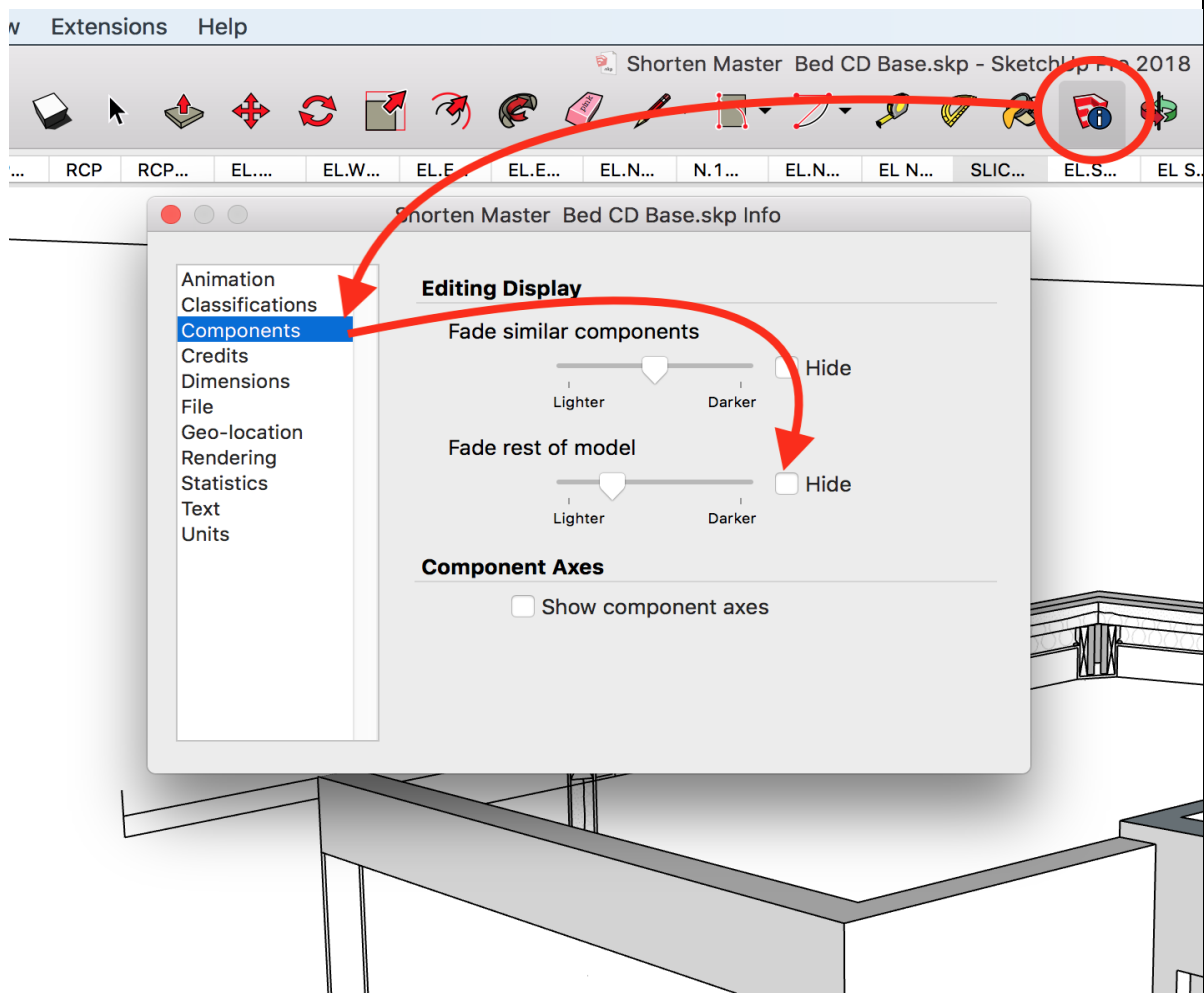 Extensions Help
Shorten Master Bed CD Base.skp - SketchUp Pro 2018
RCP RCP... EL.... EL.W... EL.E... EL.E... EL.N... N.1... EL.N... EL N... SLIC... EL.S... EL S..
Shorten Master Bed CD Base.skp Info
Animation
Classifications
Components
Credits
Dimensions
File
Geo-location
Rendering
Statistics
Text
Units
Editing Display
Fade similar components
Hide
Lighter Darker
Fade rest of model
Hide
Lighter Darker
Component Axes
Show component axes